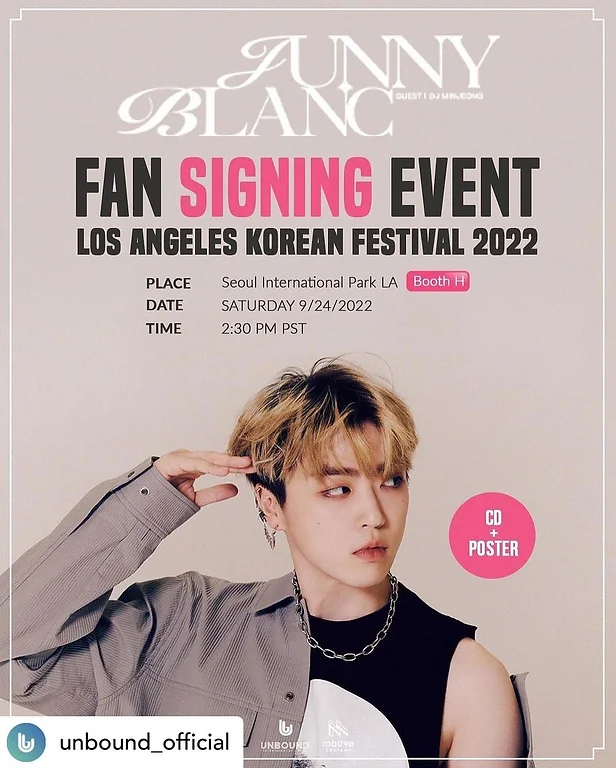 JUNNY
BLANC GUEST | DJ MINJEONG
FAN SIGNING EVENT
LOS ANGELES KOREAN FESTIVAL 2022
PLACE Seoul International Park LA Booth H
DATE SATURDAY 9/24/2022
TIME 2:30 PM PST
CD
+
POSTER
UNBOUND mauve
unbound_official